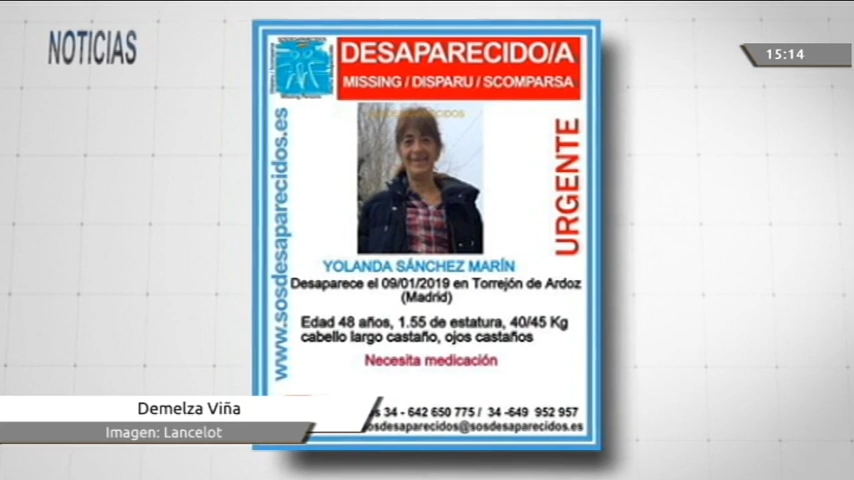 NOTICIAS
15:14
DESAPARECIDO/A
MISSING / DISPARU / SCOMPARSA
www.sosdesaparecidos.es
URGENTE
YOLANDA SÁNCHEZ MARÍN
Desaparece el 09/01/2019 en Torrejón de Ardoz
(Madrid)
Edad 48 años, 1.55 de estatura, 40/45 Kg
cabello largo castaño, ojos castaños
Necesita medicación
34 - 642 650 775 / 34 -649 952 957
sosdesaparecidos@sosdesaparecidos.es
Demelza Viña
Imagen: Lancelot